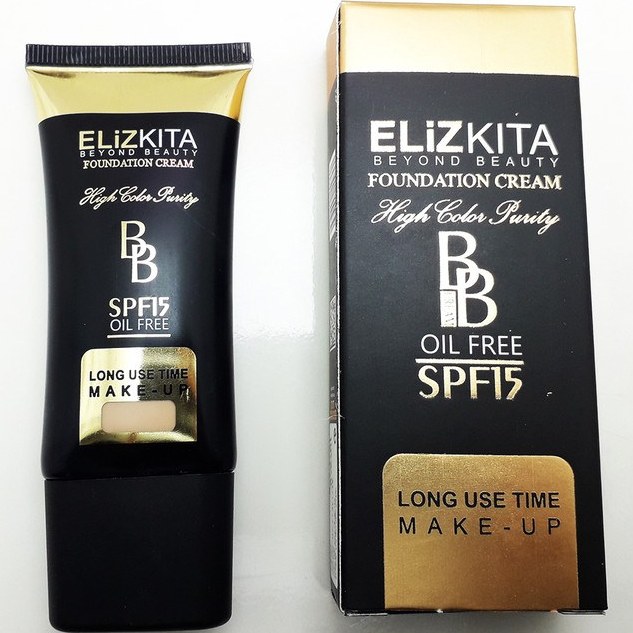 ELiZKITA
BEYOND BEAUTY
FOUNDATION CREAM
High Color Purity
BB
SPF15
OIL FREE
LONG USE TIME
MAKE-UP
ELiZKITA
BEYOND BEAUTY
FOUNDATION CREAM
High Color Purity
BB
OIL FREE
SPF15
LONG USE TIME
MAKE-UP